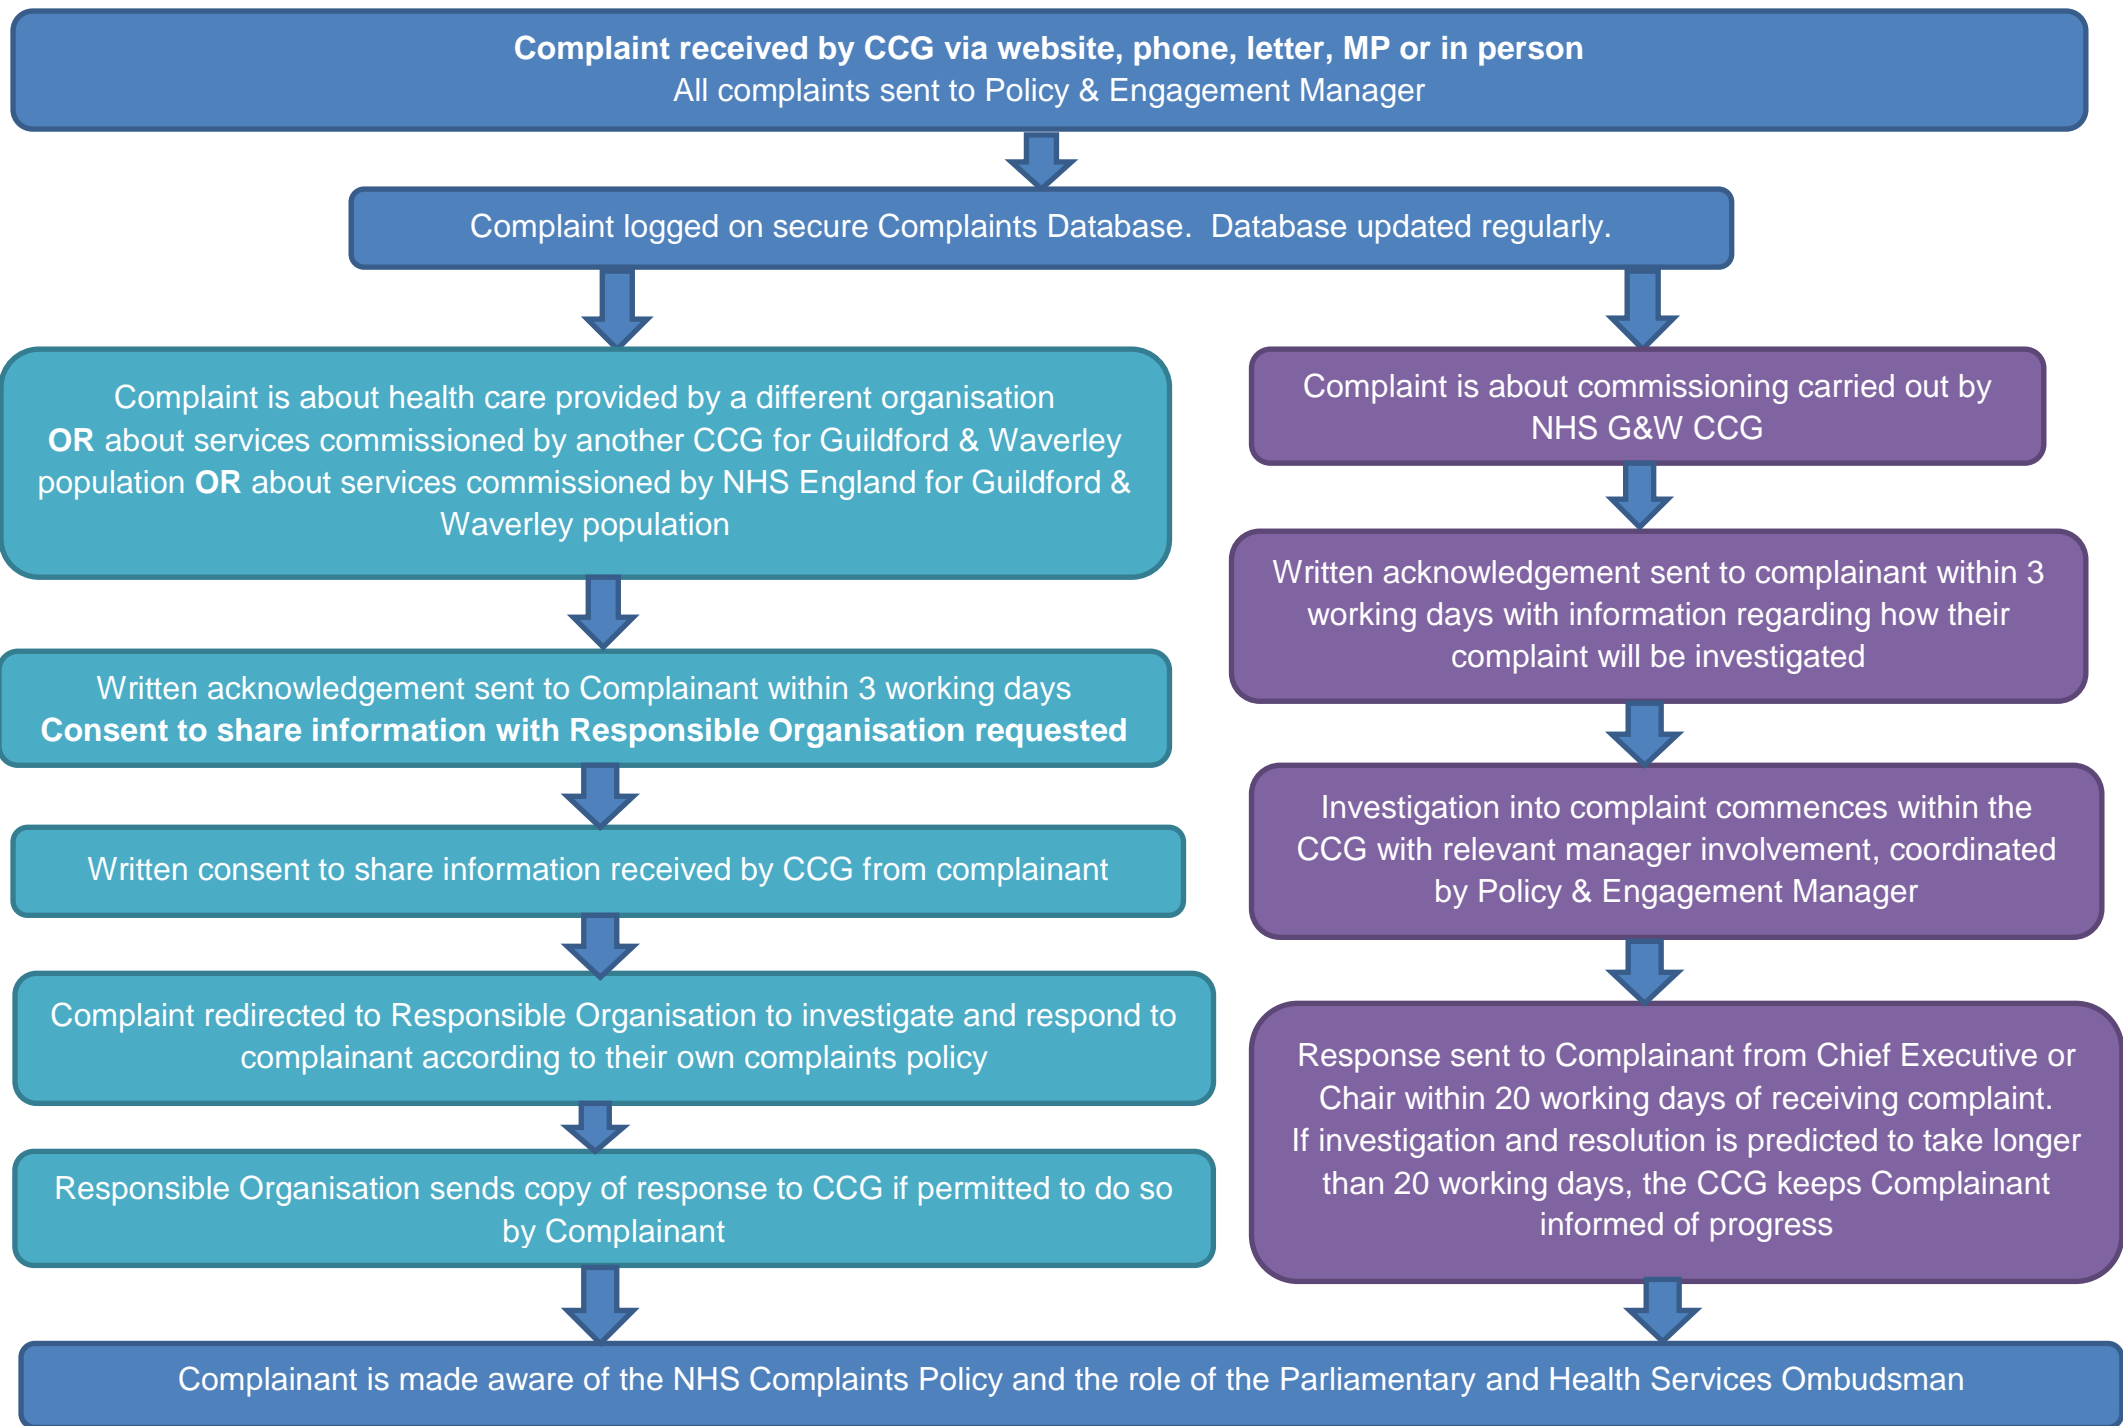 Complaint received by CCG via website, phone, letter, MP or in person
All complaints sent to Policy & Engagement Manager
Complaint logged on secure Complaints Database.  Database updated regularly.
Complaint is about health care provided by a different organisation
OR about services commissioned by another CCG for Guildford & Waverley
population OR about services commissioned by NHS England for Guildford &
Waverley population
Written acknowledgement sent to Complainant within 3 working days
Consent to share information with Responsible Organisation requested
Written consent to share information received by CCG from complainant
Complaint redirected to Responsible Organisation to investigate and respond to
complainant according to their own complaints policy
Responsible Organisation sends copy of response to CCG if permitted to do so
by Complainant
Complaint is about commissioning carried out by
NHS G&W CCG
Written acknowledgement sent to complainant within 3
working days with information regarding how their
complaint will be investigated
Investigation into complaint commences within the
CCG with relevant manager involvement, coordinated
by Policy & Engagement Manager
Response sent to Complainant from Chief Executive or
Chair within 20 working days of receiving complaint.
If investigation and resolution is predicted to take longer
than 20 working days, the CCG keeps Complainant
informed of progress
Complainant is made aware of the NHS Complaints Policy and the role of the Parliamentary and Health Services Ombudsman